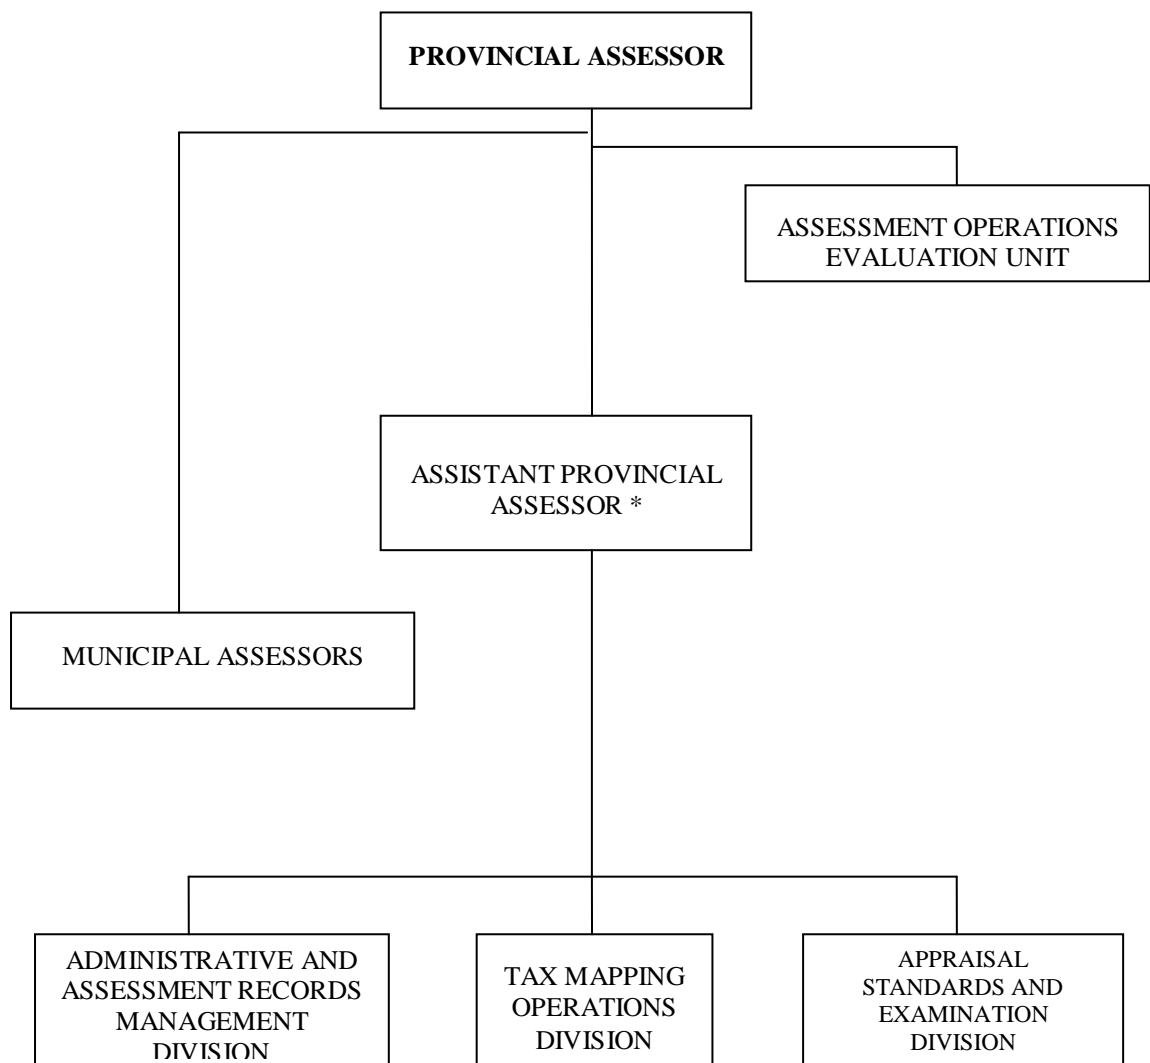 PROVINCIAL ASSESSOR
ASSESSMENT OPERATIONS
EVALUATION UNIT
ASSISTANT PROVINCIAL
ASSESSOR *
MUNICIPAL ASSESSORS
ADMINISTRATIVE AND
ASSESSMENT RECORDS
MANAGEMENT
DIVISION
TAX MAPPING
OPERATIONS
DIVISION
APPRAISAL
STANDARDS AND
EXAMINATION
DIVISION